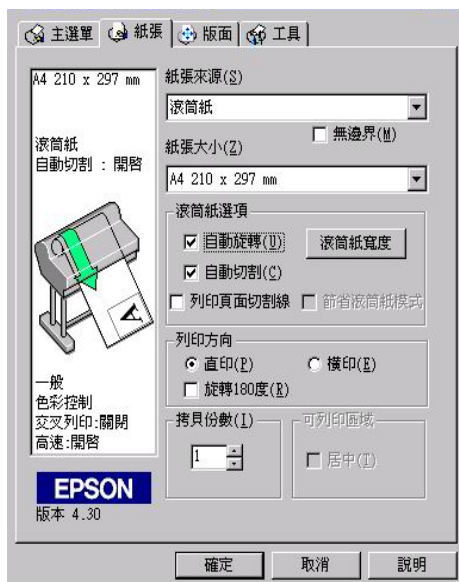 主選單 紙張 版面 工具
A4 210 x 297 mm
滾筒紙
自動切割 : 開啓
A
一般
色彩控制
交叉列印:關閉
高速:開啓
EPSON
版本 4.30
紙張來源(S)
滾筒紙
無邊界(M)
紙張大小(Z)
A4 210 x 297 mm
滾筒紙選項
自動旋轉(U) 滾筒紙寬度
自動切割(C)
列印頁面切割線 節省滾筒紙模式
列印方向
直印(P) 橫印(E)
旋轉180度(R)
拷貝份數(I) 可列印區域
1 居中(T)
確定 取消 說明